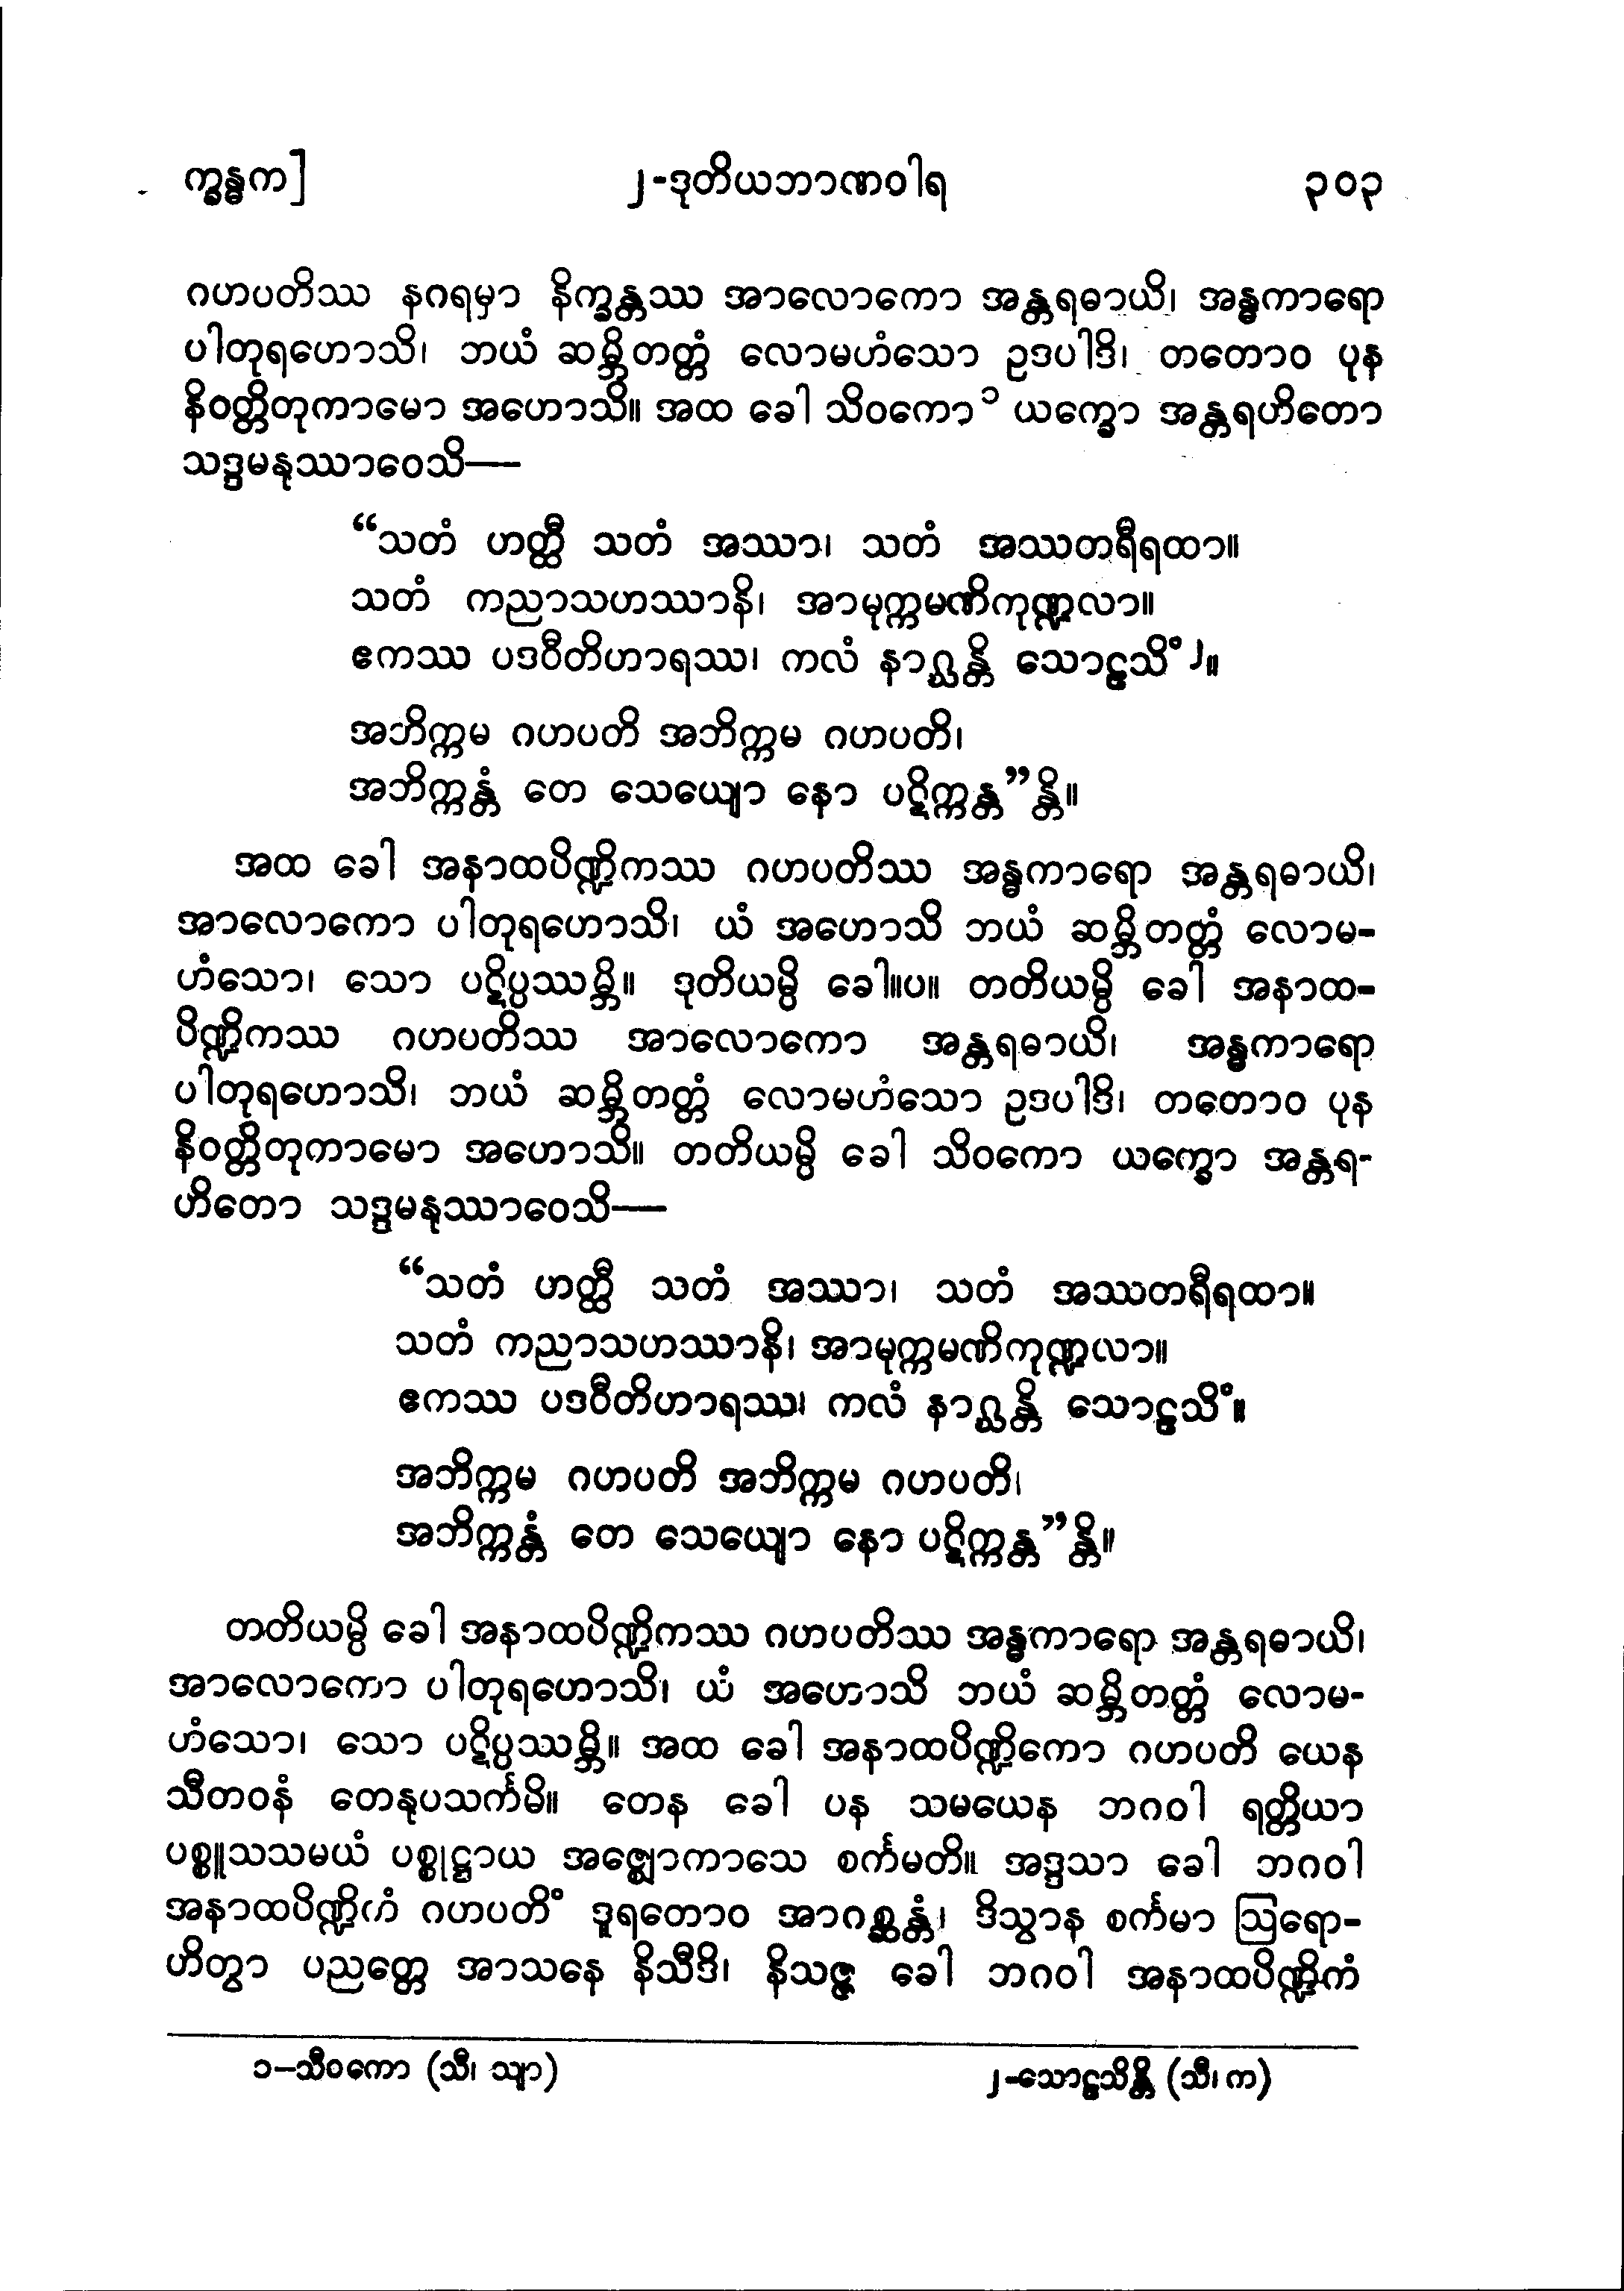 က္ခန္ဓက] ၂-ဒုတိယဘာဏဝါရ ၃၀၃
ဂဟပတိဿ နဂရမှာ နိက္ခန္တဿ အာလောကော အန္တရဓာယိ၊ အန္ဓကာရော
ပါတုရဟောသိ၊ ဘယံ ဆမ္ဘိတတ္တံ လောမဟံသော ဥဒပါဒိ၊ တတောဝ ပုန
နိဝတ္တိတုကာမော အဟောသိ။ အထ ခေါ သိဝကော၁ ယက္ခော အန္တရဟိတော
သဒ္ဒမနုဿာဝေသိ—
“သတံ ဟတ္ထီ သတံ အဿာ၊ သတံ အဿတရီရထာ။
သတံ ကညာသဟဿာနိ၊ အာမုက္ကမဏိကုဏ္ဍလာ။
ဧကဿ ပဒဝီတိဟာရဿ၊ ကလံ နာဂ္ဃန္တိ သောဠသိံ၂။
အဘိက္ကမ ဂဟပတိ အဘိက္ကမ ဂဟပတိ၊
အဘိက္ကန္တံ တေ သေယျော နော ပဋိက္ကန္တ”န္တိ။
အထ ခေါ အနာထပိဏ္ဍိကဿ ဂဟပတိဿ အန္ဓကာရော အန္တရဓာယိ၊
အာလောကော ပါတုရဟောသိ၊ ယံ အဟောသိ ဘယံ ဆမ္ဘိတတ္တံ လောမ-
ဟံသော၊ သော ပဋိပ္ပဿမ္ဘိ။ ဒုတိယမ္ပိ ခေါ။ပ။ တတိယမ္ပိ ခေါ အနာထ-
ပိဏ္ဍိကဿ ဂဟပတိဿ အာလောကော အန္တရဓာယိ၊ အန္ဓကာရော
ပါတုရဟောသိ၊ ဘယံ ဆမ္ဘိတတ္တံ လောမဟံသော ဥဒပါဒိ၊ တတောဝ ပုန
နိဝတ္တိတုကာမော အဟောသိ။ တတိယမ္ပိ ခေါ သိဝကော ယက္ခော အန္တရ-
ဟိတော သဒ္ဒမနုဿာဝေသိ—
“သတံ ဟတ္ထီ သတံ အဿာ၊ သတံ အဿတရီရထာ။
သတံ ကညာသဟဿာနိ၊ အာမုက္ကမဏိကုဏ္ဍလာ။
ဧကဿ ပဒဝီတိဟာရဿ၊ ကလံ နာဂ္ဃန္တိ သောဠသိံ။
အဘိက္ကမ ဂဟပတိ အဘိက္ကမ ဂဟပတိ၊
အဘိက္ကန္တံ တေ သေယျော နော ပဋိက္ကန္တ”န္တိ။
တတိယမ္ပိ ခေါ အနာထပိဏ္ဍိကဿ ဂဟပတိဿ အန္ဓကာရော အန္တရဓာယိ၊
အာလောကော ပါတုရဟောသိ၊ ယံ အဟောသိ ဘယံ ဆမ္ဘိတတ္တံ လောမ-
ဟံသော၊ သော ပဋိပ္ပဿမ္ဘိ။ အထ ခေါ အနာထပိဏ္ဍိကော ဂဟပတိ ယေန
သီတဝနံ တေနုပသင်္ကမိ။ တေန ခေါ ပန သမယေန ဘဂဝါ ရတ္တိယာ
ပစ္စူသသမယံ ပစ္စုဋ္ဌာယ အဇ္ဈောကာသေ စင်္ကမတိ။ အဒ္ဒသာ ခေါ ဘဂဝါ
အနာထပိဏ္ဍိကံ ဂဟပတိံ ဒူရတောဝ အာဂစ္ဆန္တံ၊ ဒိသွာန စင်္ကမာ ဩရော-
ဟိတွာ ပညတ္တေ အာသနေ နိသီဒိ၊ နိသဇ္ဇ ခေါ ဘဂဝါ အနာထပိဏ္ဍိကံ
၁–သီဝကော (သီ၊ သျာ) ၂-သောဠသိန္တိ (သီ၊ က)